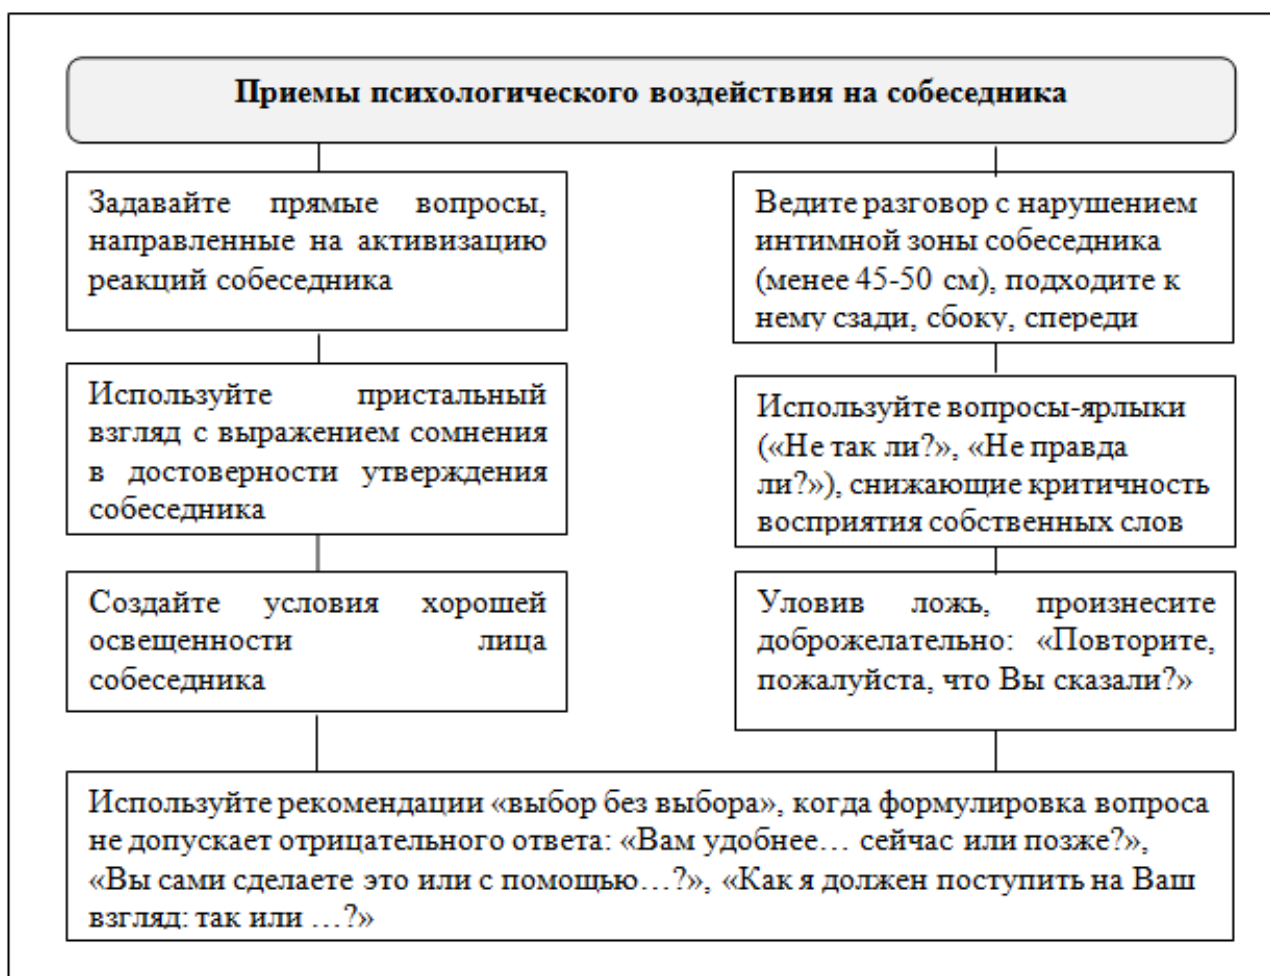 Приемы психологического воздействия на собеседника
Задавайте прямые вопросы,
направленные на активизацию
реакций собеседника
Ведите разговор с нарушением
интимной зоны собеседника
(менее 45-50 см), подходите к
нему сзади, сбоку, спереди
Используйте пристальный
взгляд с выражением сомнения
в достоверности утверждения
собеседника
Используйте вопросы-ярлыки
(«Не так ли?», «Не правда
ли?»), снижающие критичность
восприятия собственных слов
Создайте условия хорошей
освещенности лица
собеседника
Уловив ложь, произнесите
доброжелательно: «Повторите,
пожалуйста, что Вы сказали?»
Используйте рекомендации «выбор без выбора», когда формулировка вопроса
не допускает отрицательного ответа: «Вам удобнее… сейчас или позже?»,
«Вы сами сделаете это или с помощью…?», «Как я должен поступить на Ваш
взгляд: так или …?»